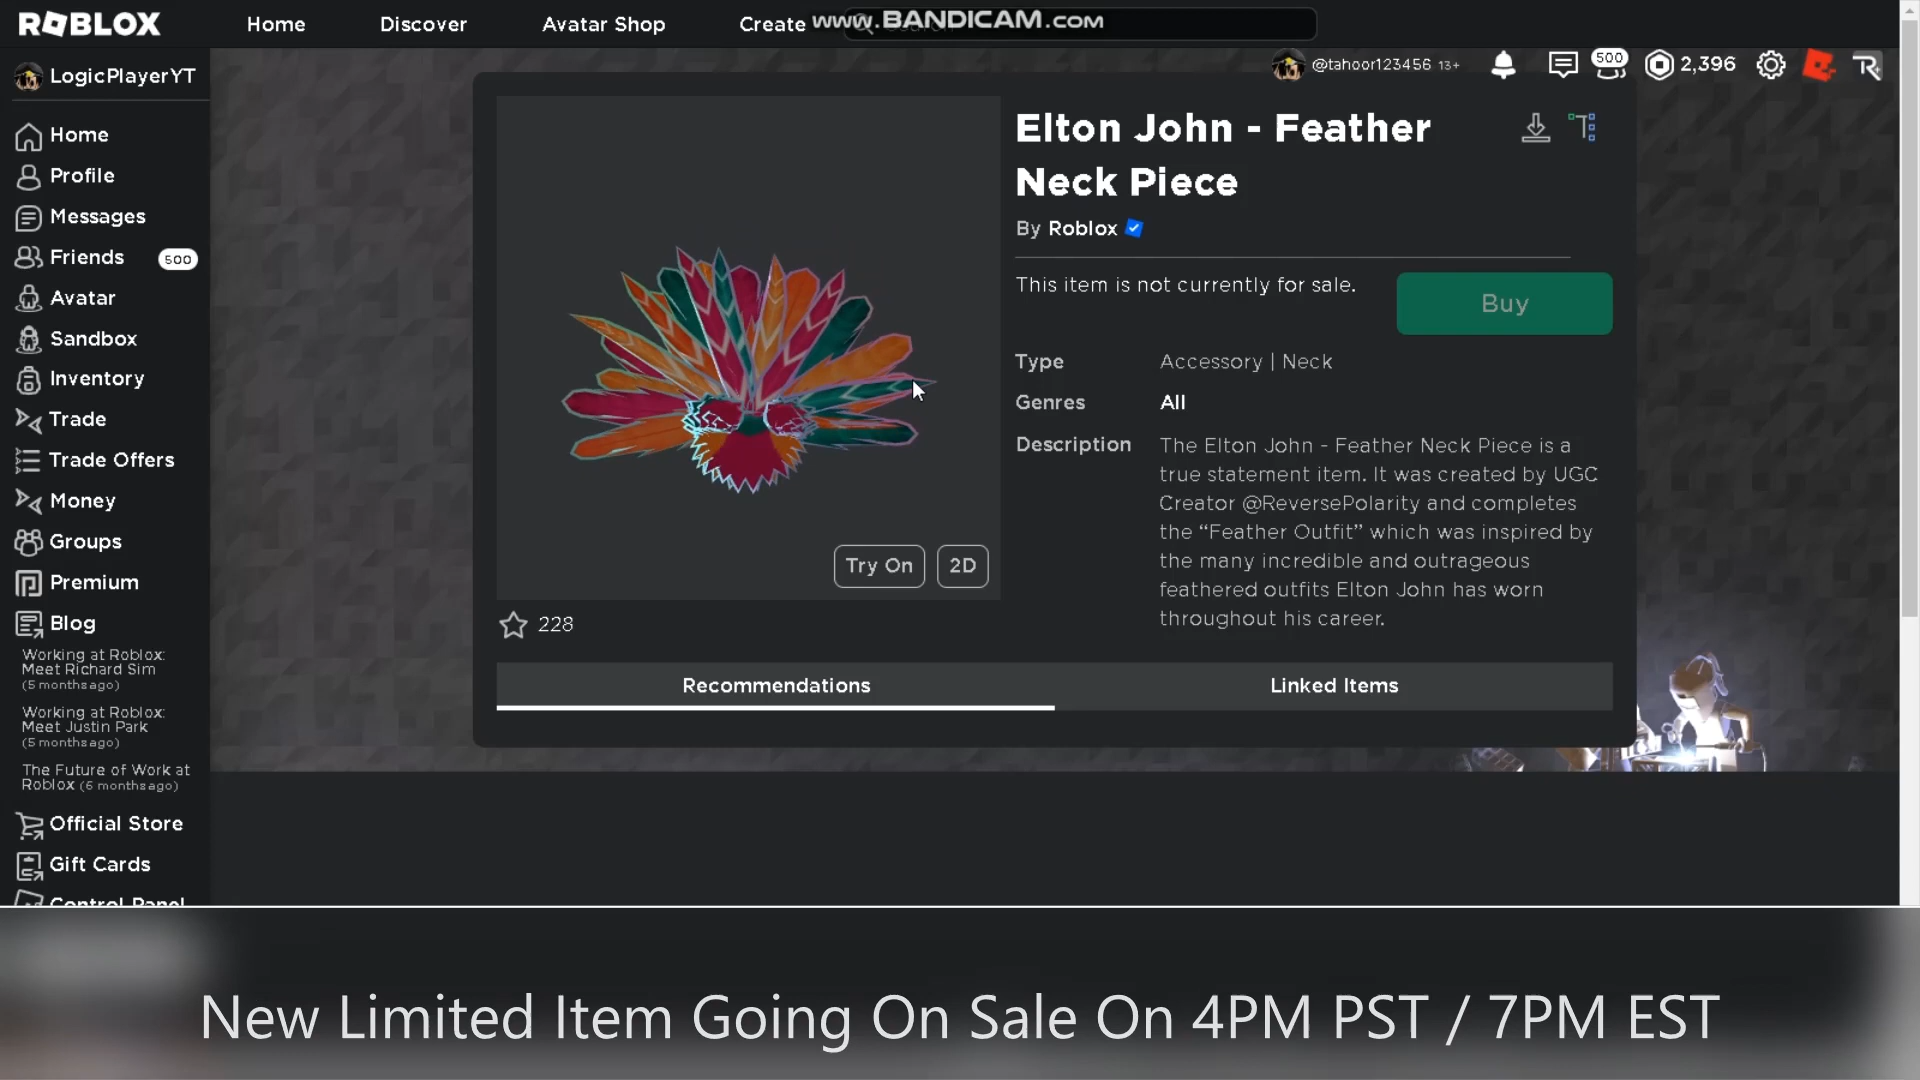 ROBLOX
Home
Discover
Avatar Shop
Create
www.BANDICAM.com
LogicPlayerYT
@tahoor123456 13+
500
2,396
Home
Profile
Messages
Friends
500
Avatar
Sandbox
Inventory
Trade
Trade Offers
Money
Groups
Premium
Blog
Working at Roblox:
Meet Richard Sim
(5 months ago)
Working at Roblox:
Meet Justin Park
(5 months ago)
The Future of Work at
Roblox (6 months ago)
Official Store
Gift Cards
Control Panel
Elton John - Feather
Neck Piece
By Roblox
This item is not currently for sale.
Buy
Type
Accessory | Neck
Genres
All
Description
The Elton John - Feather Neck Piece is a
true statement item. It was created by UGC
Creator @ReversePolarity and completes
the “Feather Outfit” which was inspired by
the many incredible and outrageous
feathered outfits Elton John has worn
throughout his career.
Try On
2D
228
Recommendations
Linked Items
New Limited Item Going On Sale On 4PM PST / 7PM EST